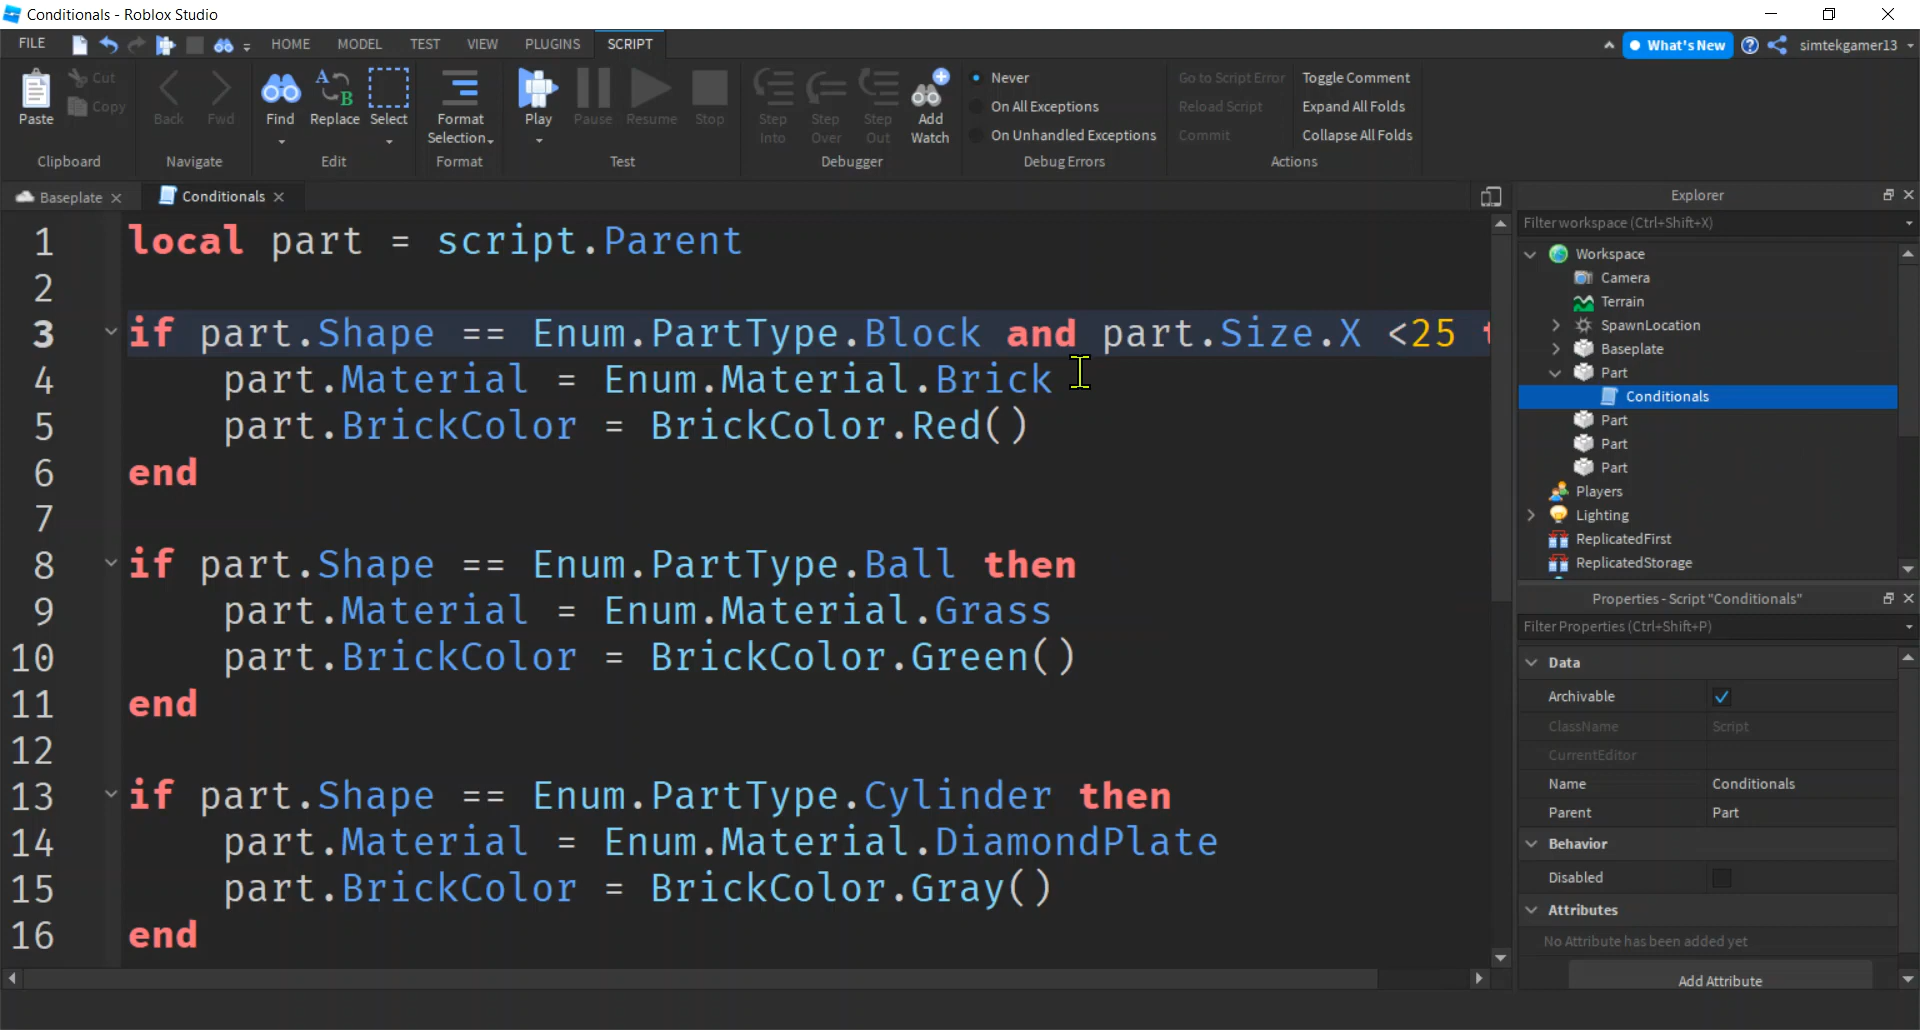 Conditionals - Roblox Studio
FILE HOME MODEL TEST VIEW PLUGINS SCRIPT What's New simtekgamer13
Paste Cut Copy Back Fwd Find Replace Select Format Selection Play Pause Resume Stop Step Into Step Over Step Out Add Watch
Never
On All Exceptions
On Unhandled Exceptions
Go to Script Error
Reload Script
Commit
Toggle Comment
Expand All Folds
Collapse All Folds
Clipboard Navigate Edit Format Test Debugger Debug Errors Actions
Baseplate Conditionals
1 local part = script.Parent
2
3 if part.Shape == Enum.PartType.Block and part.Size.X <25
4 part.Material = Enum.Material.Brick
5 part.BrickColor = BrickColor.Red()
6 end
7
8 if part.Shape == Enum.PartType.Ball then
9 part.Material = Enum.Material.Grass
10 part.BrickColor = BrickColor.Green()
11 end
12
13 if part.Shape == Enum.PartType.Cylinder then
14 part.Material = Enum.Material.DiamondPlate
15 part.BrickColor = BrickColor.Gray()
16 end
Explorer
Filter workspace (Ctrl+Shift+X)
Workspace
Camera
Terrain
SpawnLocation
Baseplate
Part
Conditionals
Part
Part
Part
Players
Lighting
ReplicatedFirst
ReplicatedStorage
Properties - Script "Conditionals"
Filter Properties (Ctrl+Shift+P)
Data
Archivable
ClassName Script
CurrentEditor
Name Conditionals
Parent Part
Behavior
Disabled
Attributes
No Attribute has been added yet
Add Attribute